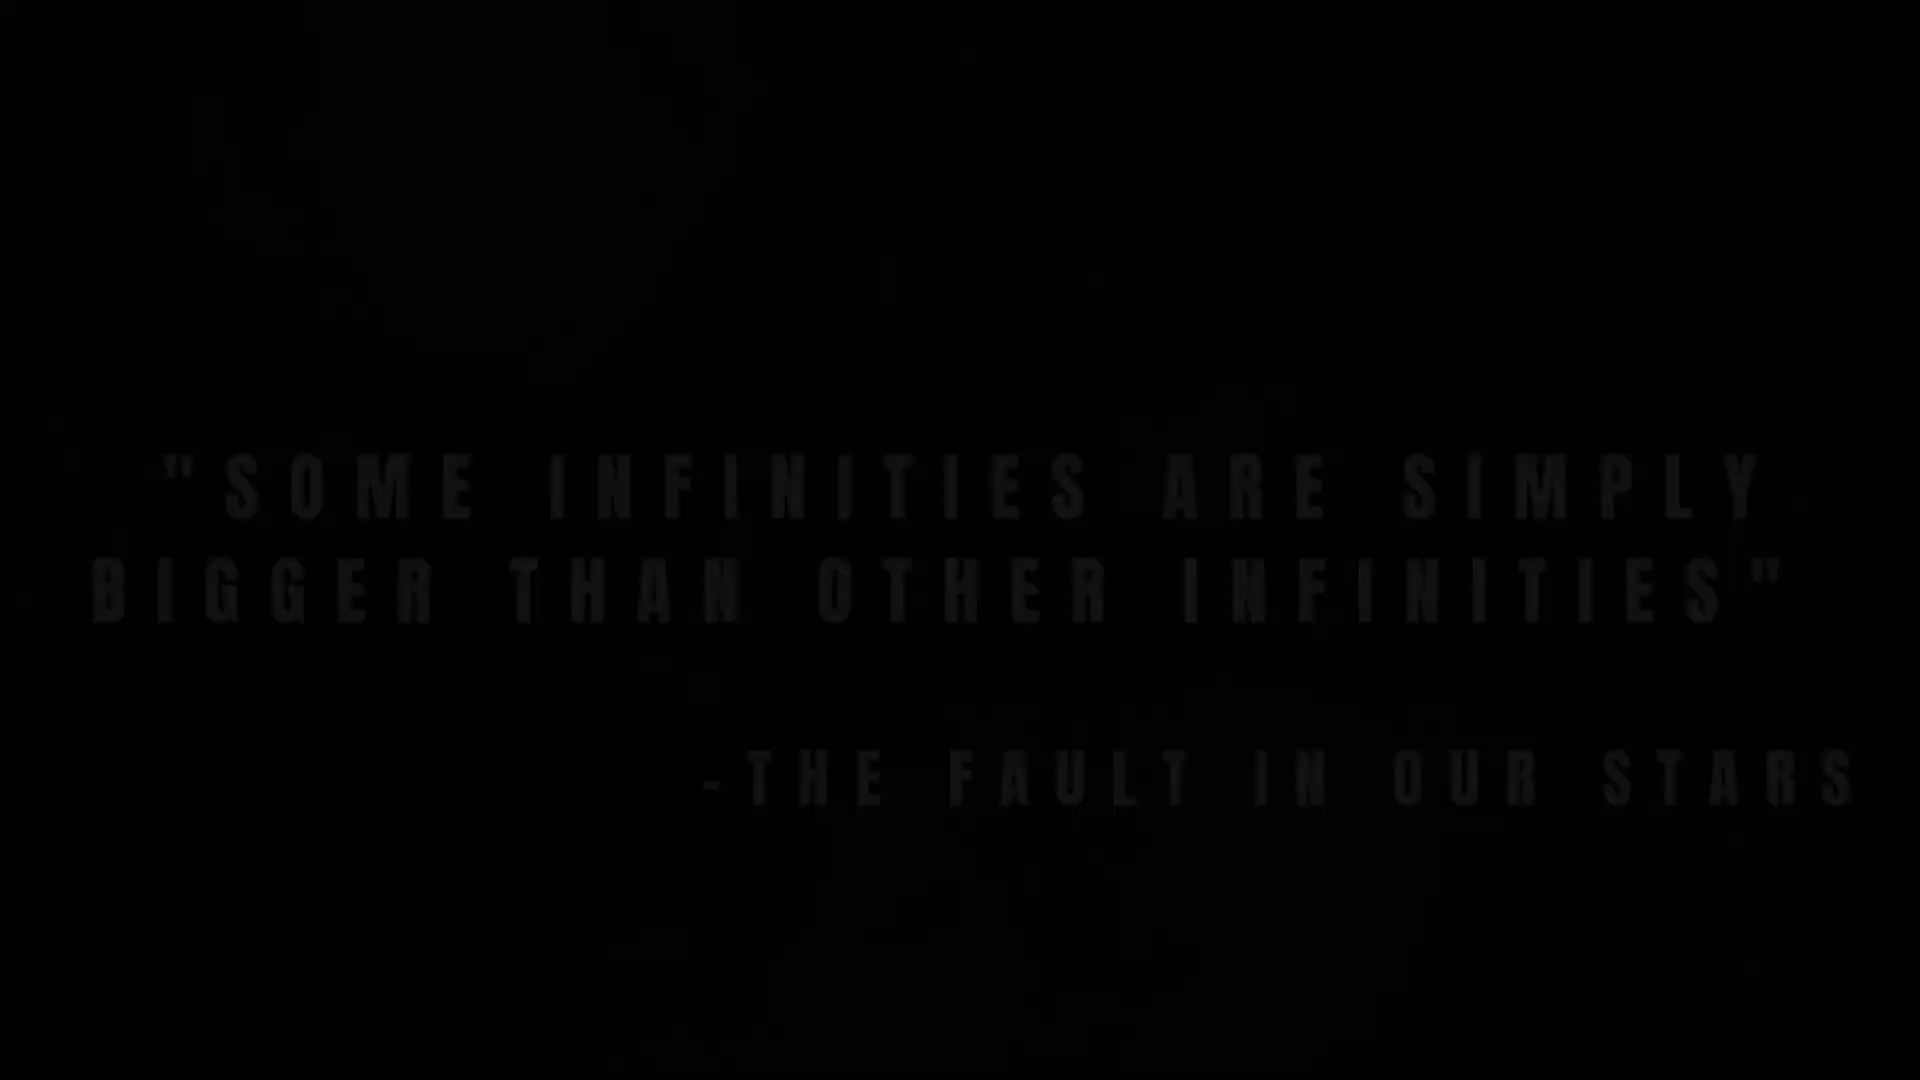 "SOME INFINITIES ARE SIMPLY
BIGGER THAN OTHER INFINITIES"
-THE FAULT IN OUR STARS